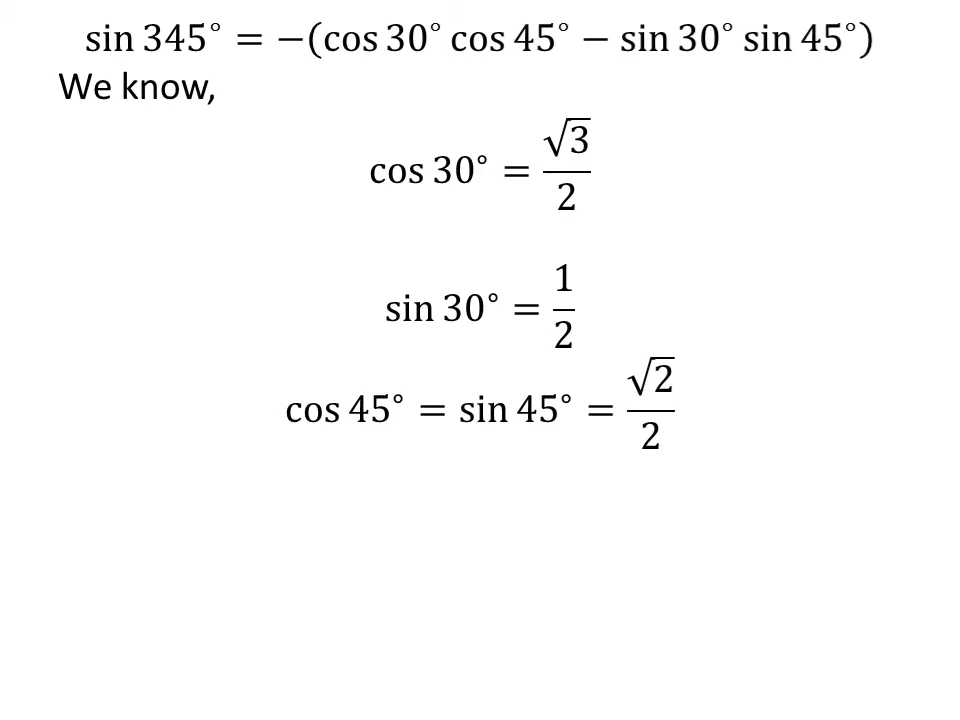 sin 345° = −(cos 30° cos 45° − sin 30° sin 45°)
We know,
cos 30° = √3/2
sin 30° = 1/2
cos 45° = sin 45° = √2/2